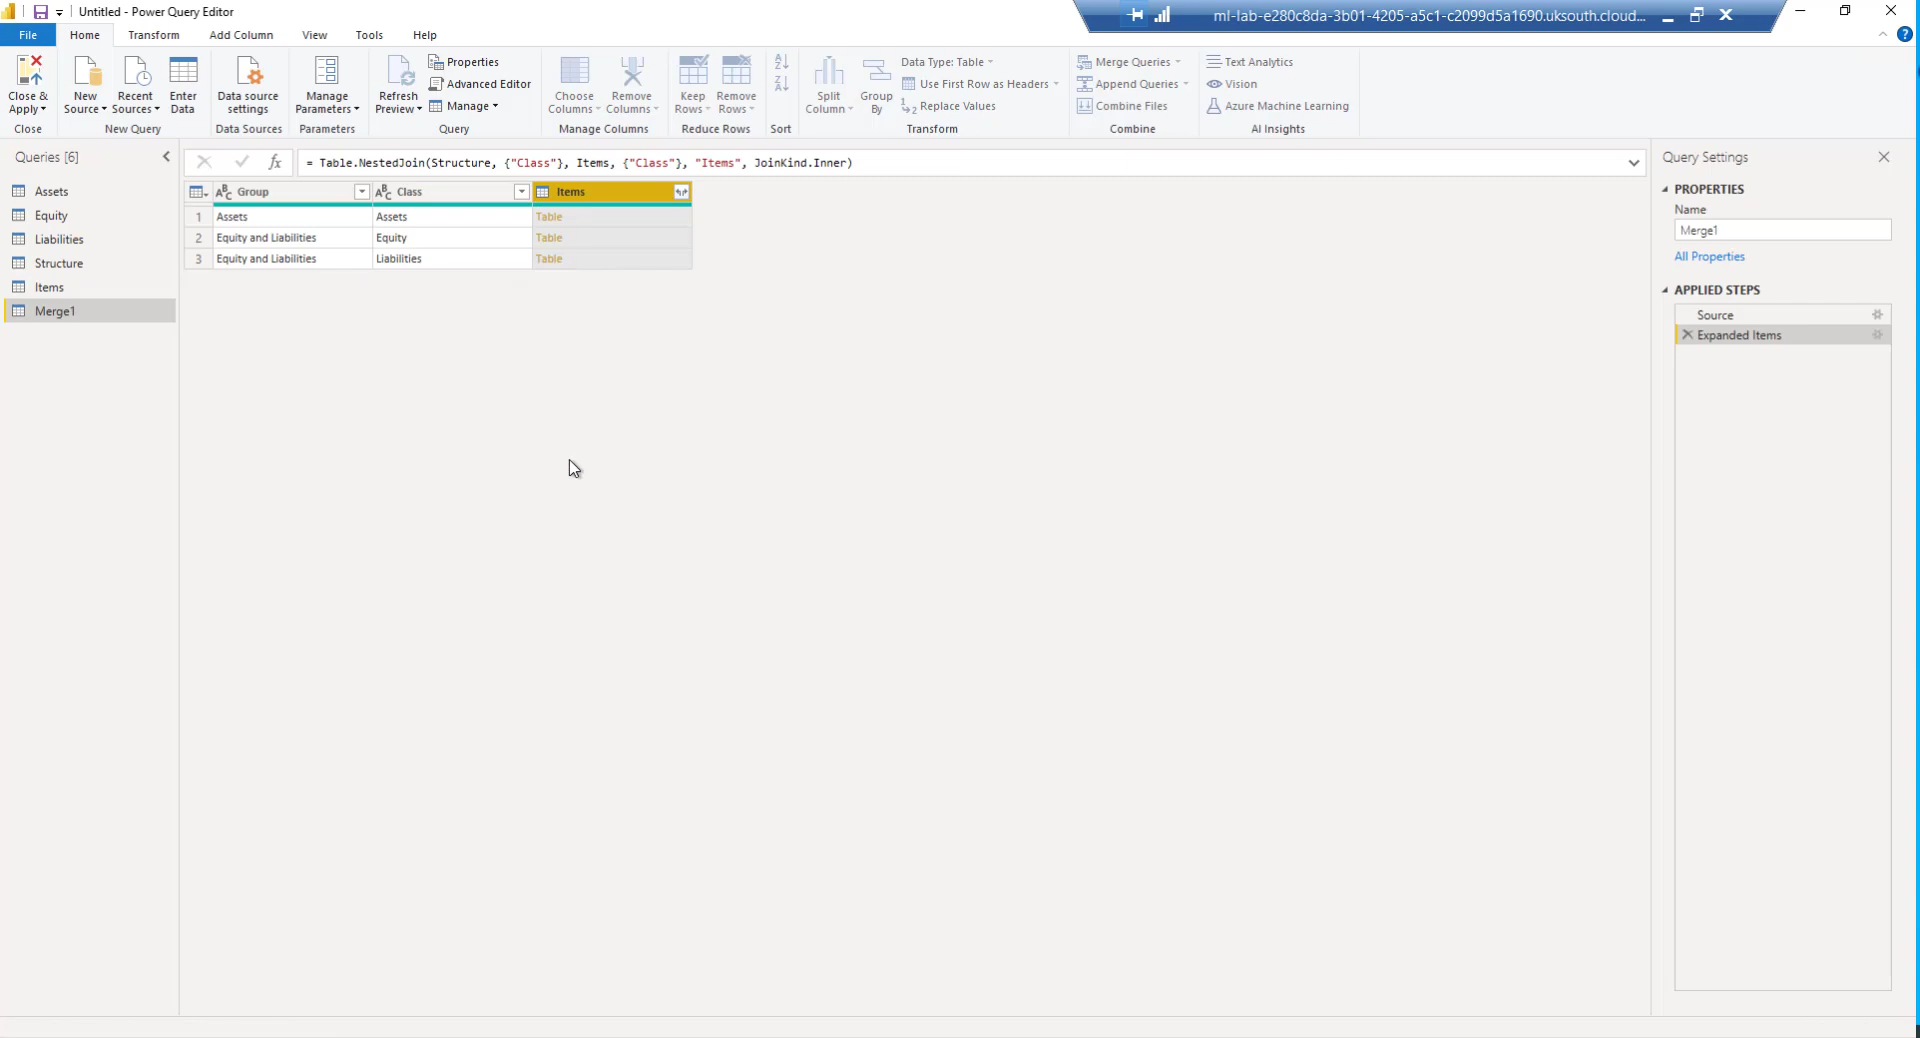 Untitled - Power Query Editor
ml-lab-e280c8da-3b01-4205-a5c1-c2099d5a1690.uksouth.cloud...
File Home Transform Add Column View Tools Help
Close & Apply
Close
New Source
Recent Sources
Enter Data
New Query
Data source settings
Data Sources
Manage Parameters
Parameters
Refresh Preview
Properties
Advanced Editor
Manage
Query
Choose Columns
Remove Columns
Manage Columns
Keep Rows
Remove Rows
Reduce Rows
Sort
Split Column
Group By
Data Type: Table
Use First Row as Headers
Replace Values
Transform
Merge Queries
Append Queries
Combine Files
Combine
Text Analytics
Vision
Azure Machine Learning
AI Insights
Queries [6]
Assets
Equity
Liabilities
Structure
Items
Merge1
= Table.NestedJoin(Structure, {"Class"}, Items, {"Class"}, "Items", JoinKind.Inner)
Group Class Items
1 Assets Assets Table
2 Equity and Liabilities Equity Table
3 Equity and Liabilities Liabilities Table
Query Settings
PROPERTIES
Name
Merge1
All Properties
APPLIED STEPS
Source
Expanded Items